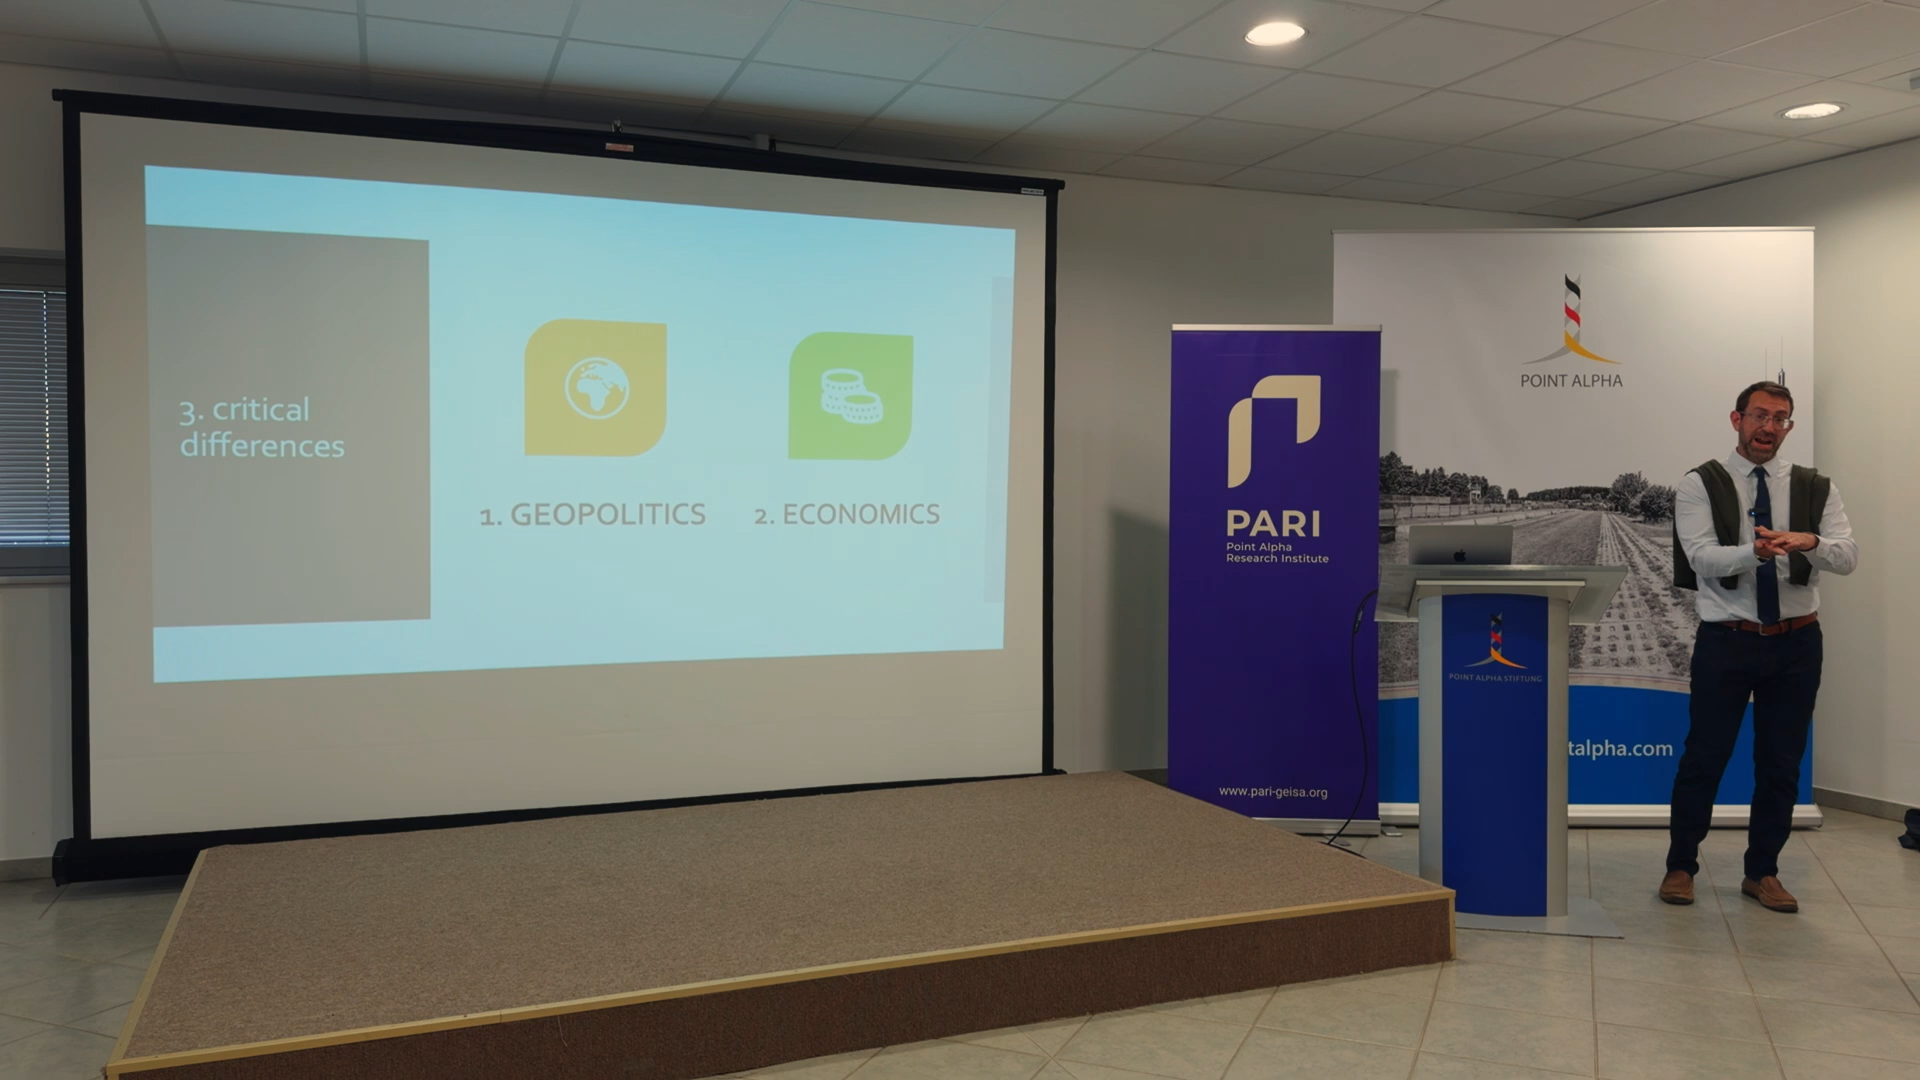 3. critical
differences
1. GEOPOLITICS
2. ECONOMICS
PARI
Point Alpha
Research Institute
www.pari-geisa.org
POINT ALPHA
talpha.com
POINT ALPHA STIFTUNG